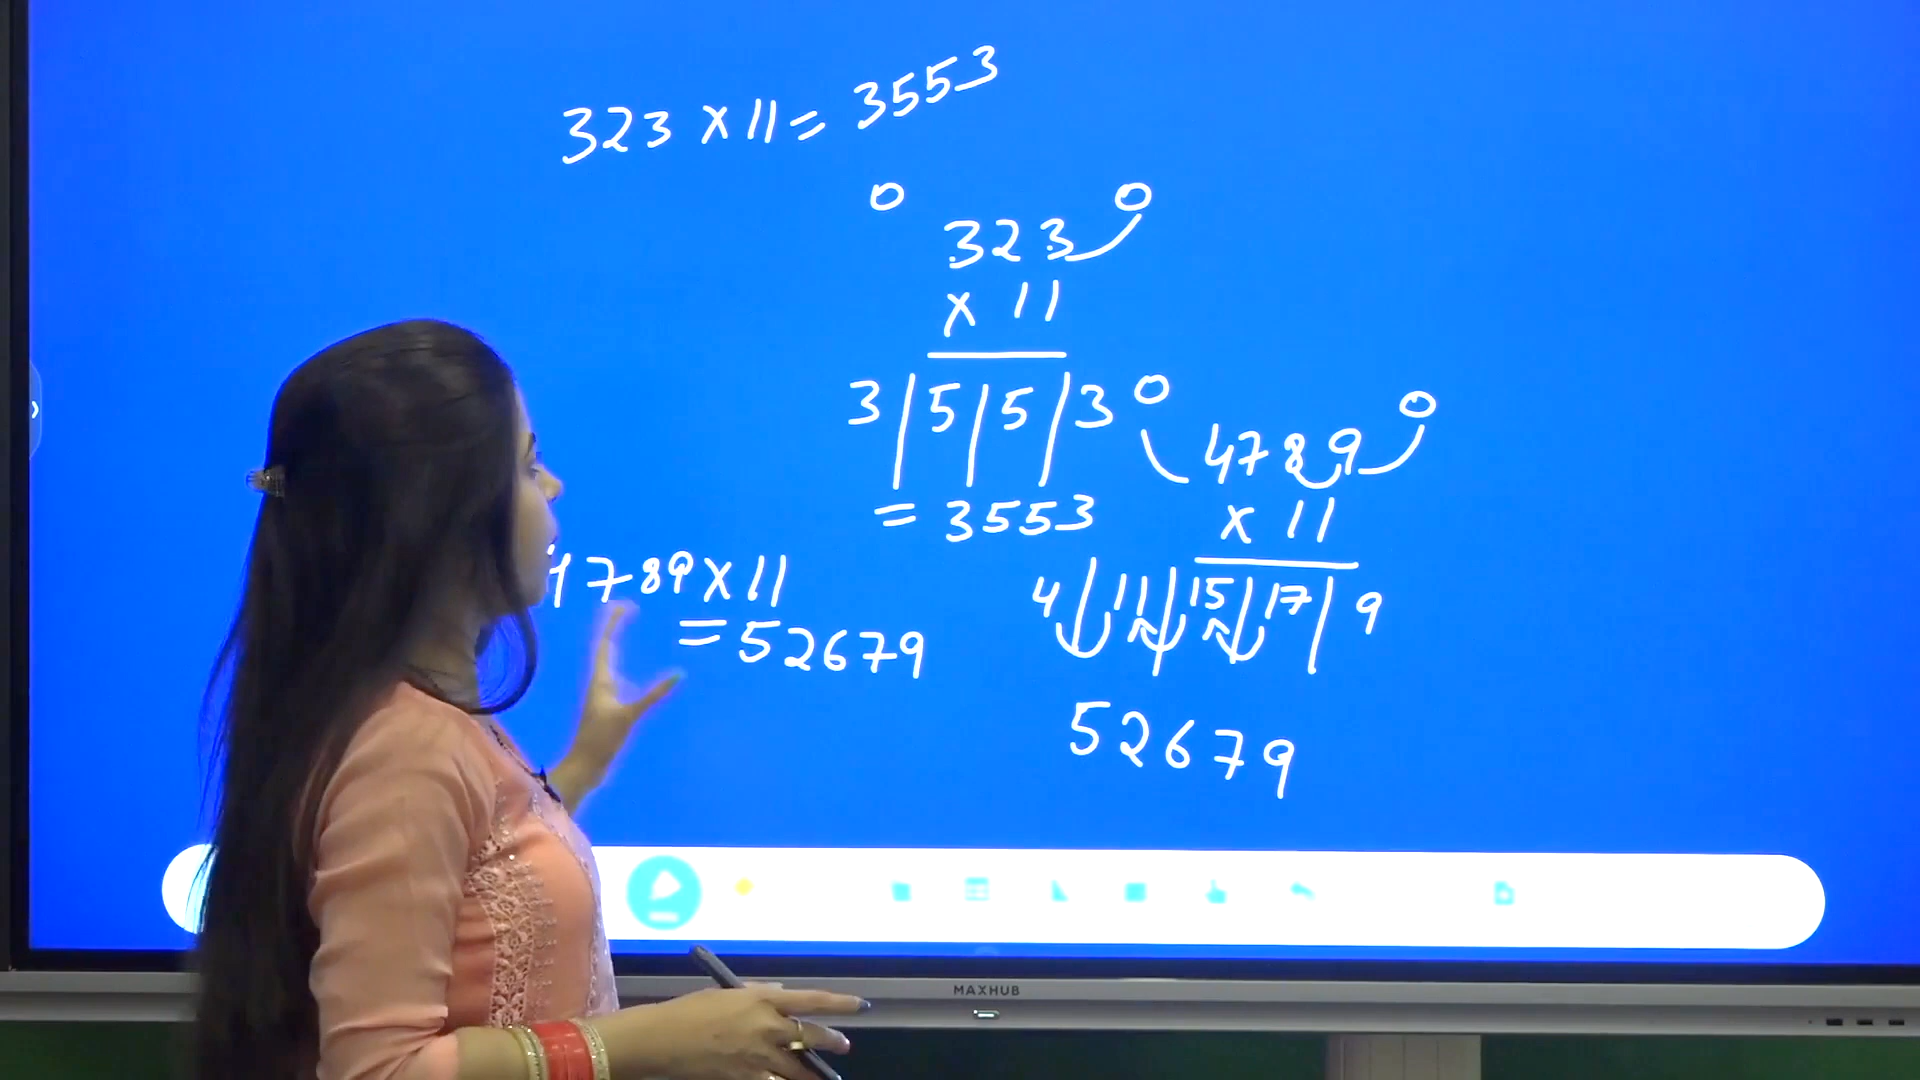 323 x 11 = 3553
0 0
323
x 11
3 | 5 | 5 | 3
= 3553
0 0
4789
x 11
4 | 11 | 15 | 17 | 9
52679
4789 x 11
= 52679
MAXHUB